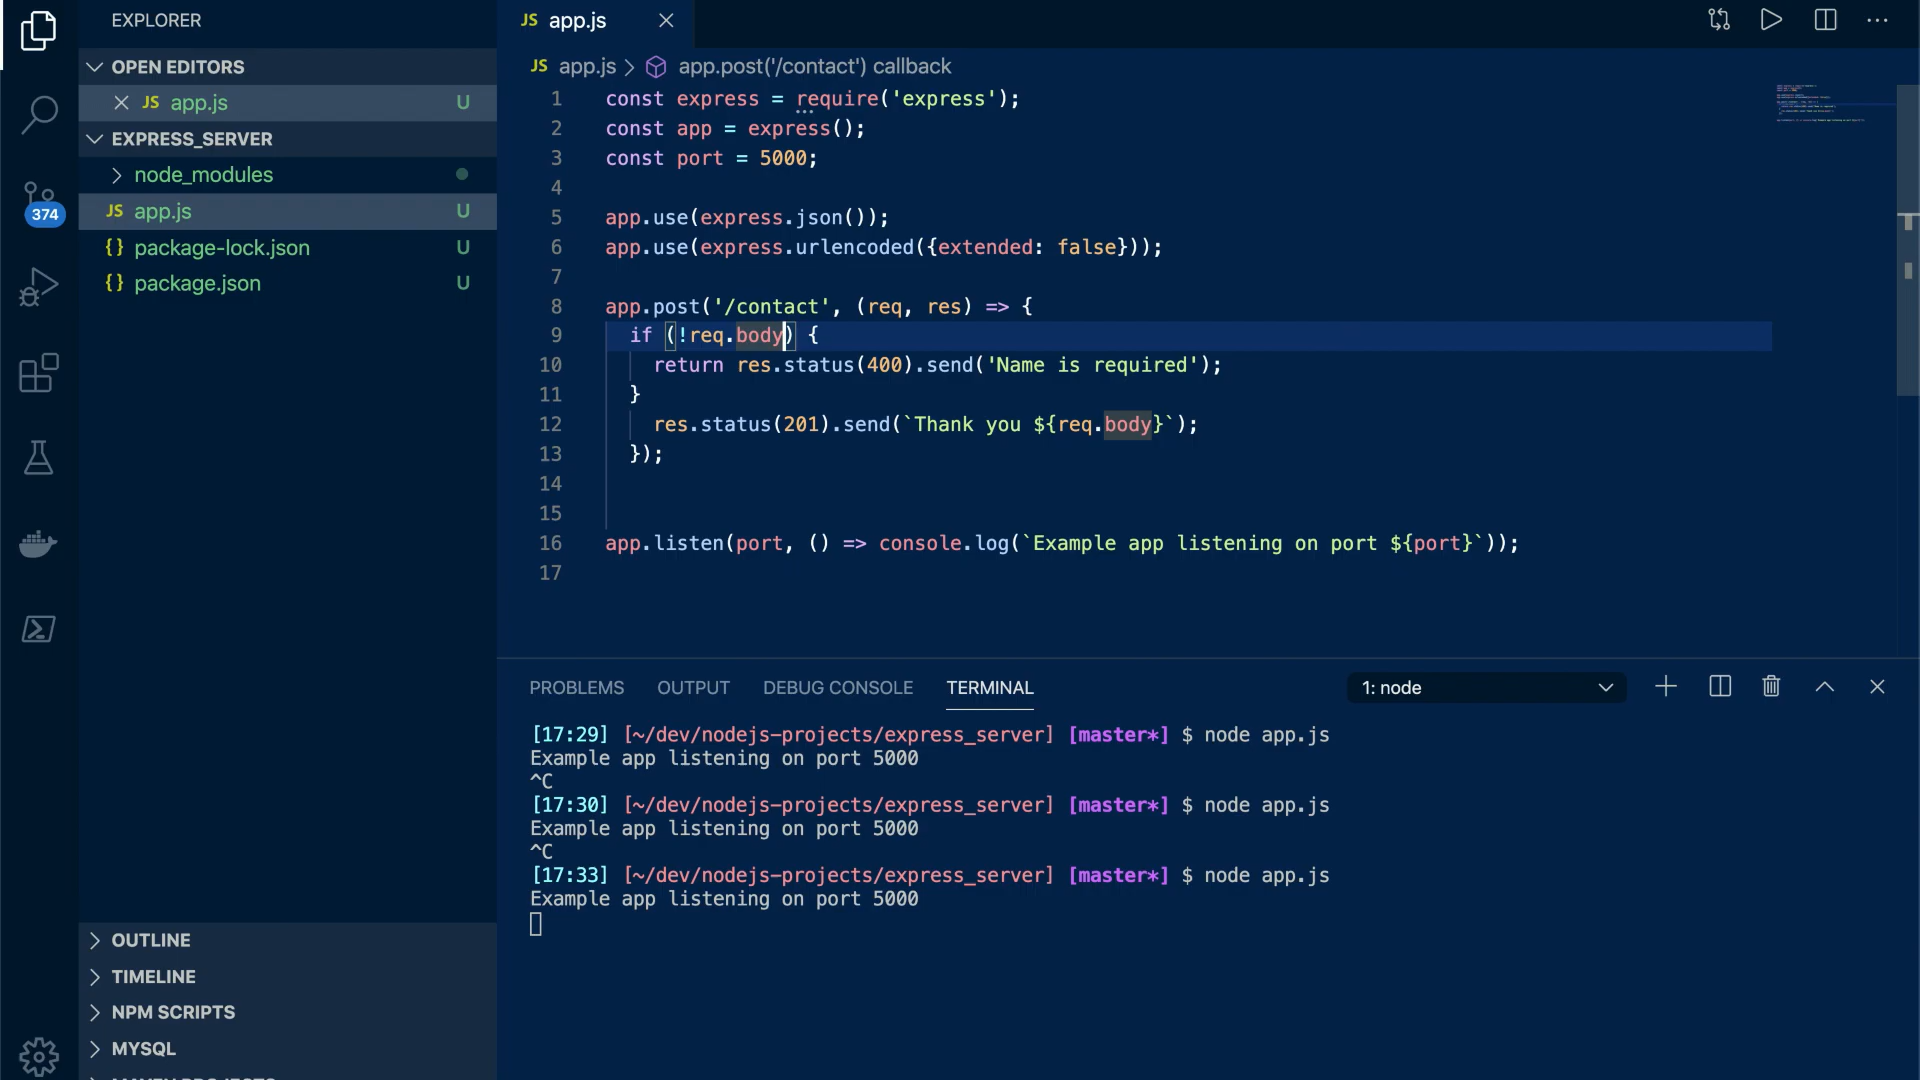 EXPLORER
OPEN EDITORS
JS app.js U
EXPRESS_SERVER
node_modules
JS app.js U
{} package-lock.json U
{} package.json U
374
OUTLINE
TIMELINE
NPM SCRIPTS
MYSQL
JS app.js
JS app.js > app.post('/contact') callback
1 const express = require('express');
2 const app = express();
3 const port = 5000;
4
5 app.use(express.json());
6 app.use(express.urlencoded({extended: false}));
7
8 app.post('/contact', (req, res) => {
9 if (!req.body) {
10 return res.status(400).send('Name is required');
11 }
12 res.status(201).send(`Thank you ${req.body}`);
13 });
14
15
16 app.listen(port, () => console.log(`Example app listening on port ${port}`));
17
PROBLEMS OUTPUT DEBUG CONSOLE TERMINAL 1: node
[17:29] [~/dev/nodejs-projects/express_server] [master*] $ node app.js
Example app listening on port 5000
^C
[17:30] [~/dev/nodejs-projects/express_server] [master*] $ node app.js
Example app listening on port 5000
^C
[17:33] [~/dev/nodejs-projects/express_server] [master*] $ node app.js
Example app listening on port 5000